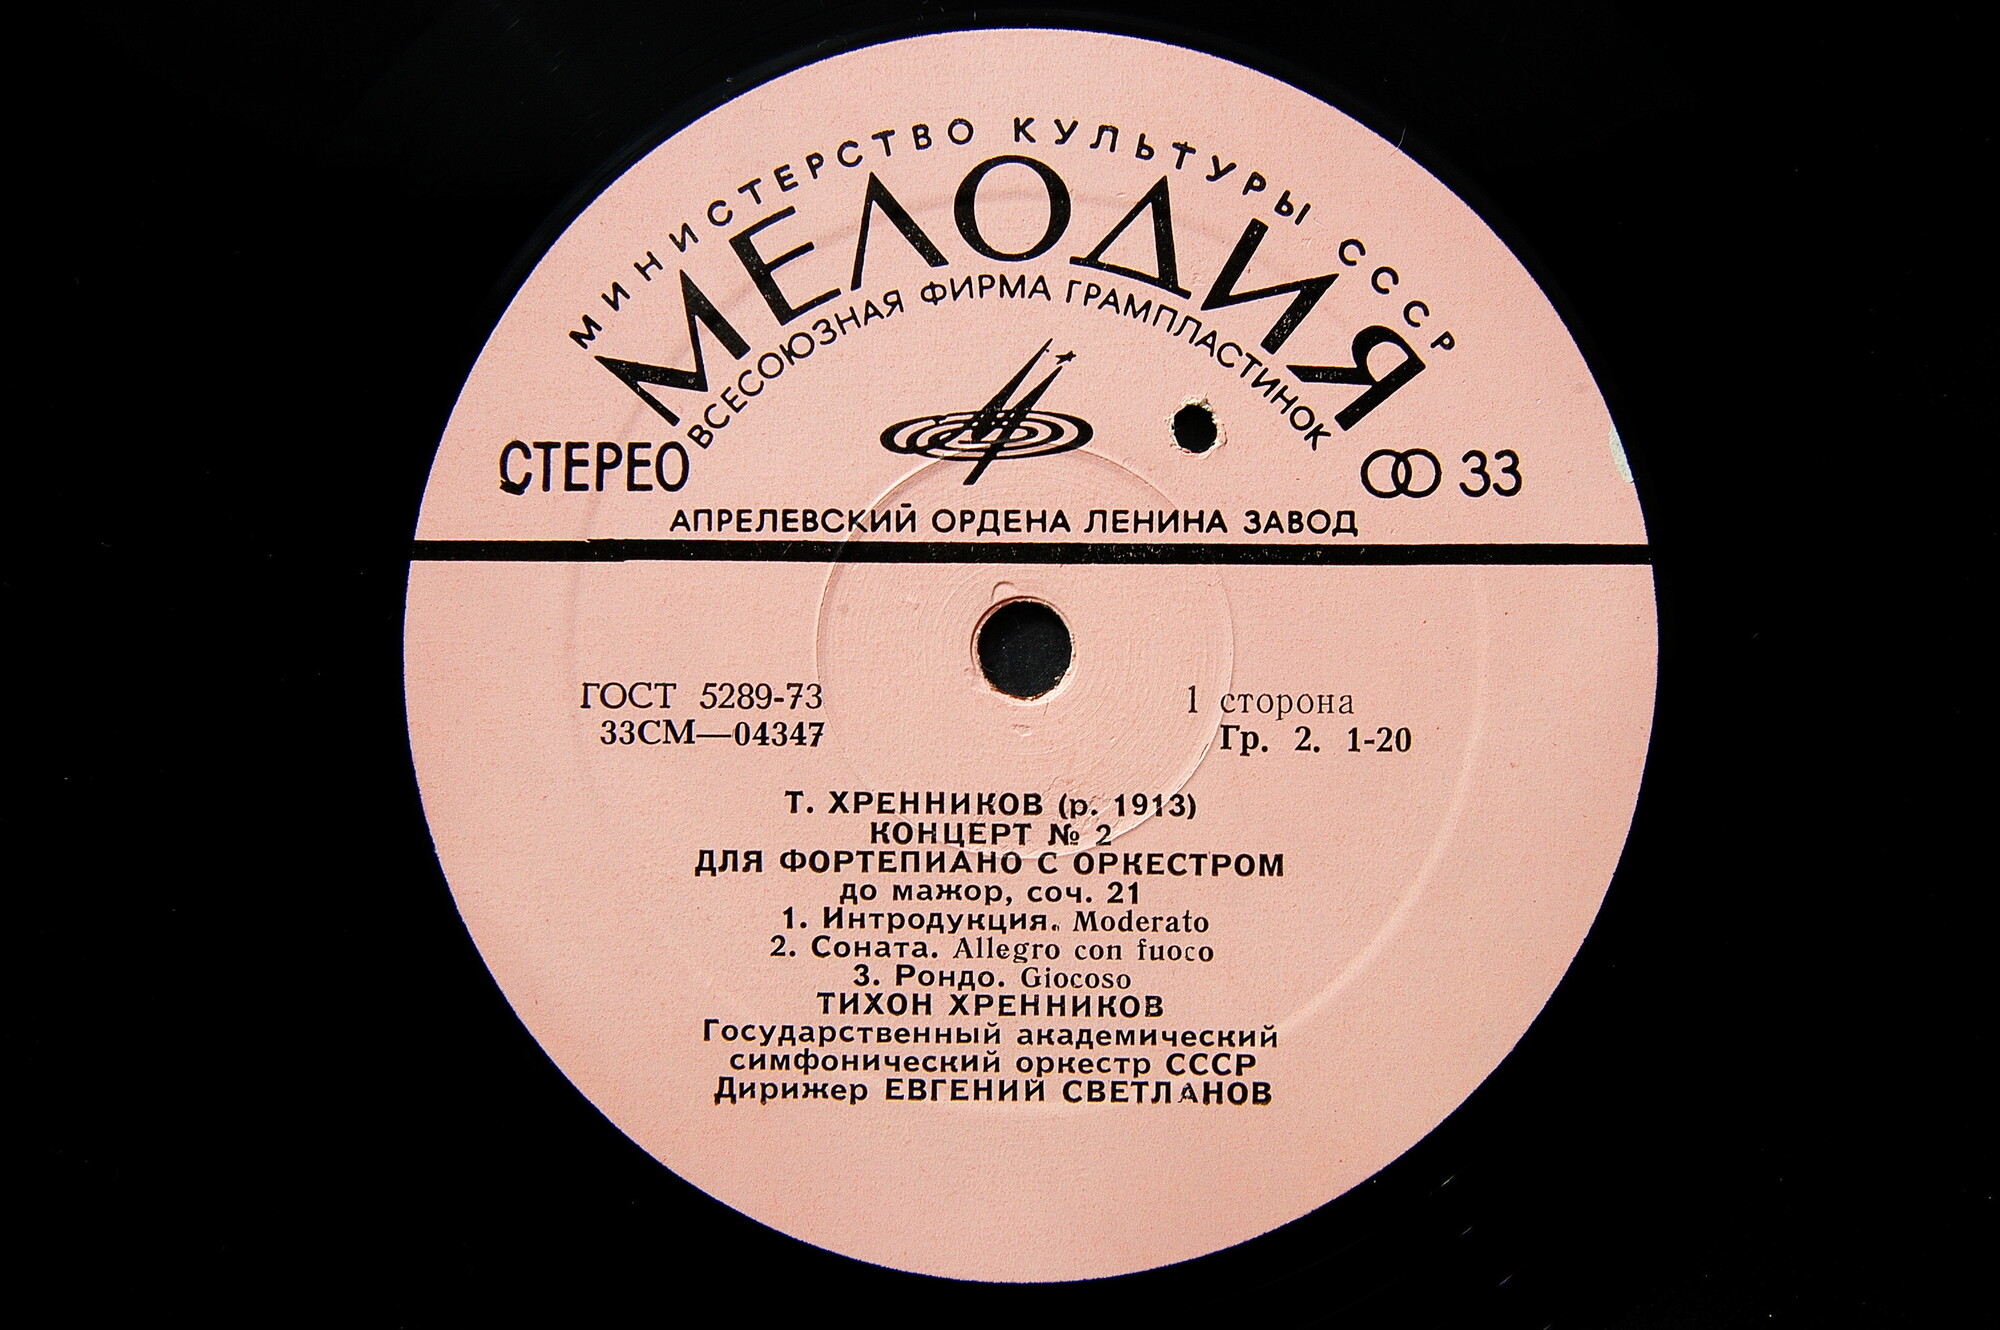 МИНИСТЕРСТВО КУЛЬТУРЫ СССР
МЕЛОДИЯ
ВСЕСОЮЗНАЯ ФИРМА ГРАМПЛАСТИНОК
СТЕРЕО 33
АПРЕЛЕВСКИЙ ОРДЕНА ЛЕНИНА ЗАВОД
ГОСТ 5289-73 1 сторона
33СМ—04347 Гр. 2. 1-20
Т. ХРЕННИКОВ (р. 1913)
КОНЦЕРТ № 2
ДЛЯ ФОРТЕПИАНО С ОРКЕСТРОМ
до мажор, соч. 21
1. Интродукция. Moderato
2. Соната. Allegro con fuoco
3. Рондо. Giocoso
ТИХОН ХРЕННИКОВ
Государственный академический
симфонический оркестр СССР
Дирижер ЕВГЕНИЙ СВЕТЛАНОВ